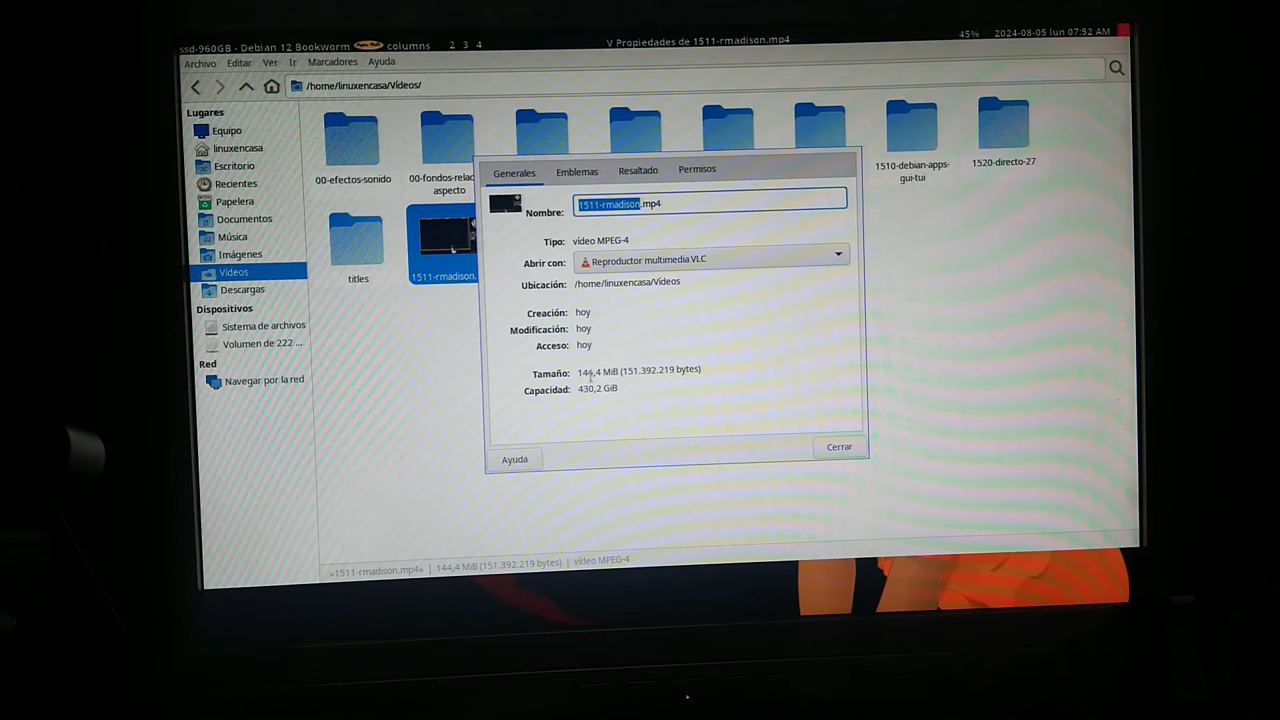 ssd-960GB - Debian 12 Bookworm columns 2 3 4 V Propiedades de 1511-rmadison.mp4 45% 2024-08-05 lun 07:52 AM
Archivo Editar Ver Ir Marcadores Ayuda
/home/linuxencasa/Vídeos/
Lugares
Equipo
linuxencasa
Escritorio
Recientes
Papelera
Documentos
Música
Imágenes
Vídeos
Descargas
Dispositivos
Sistema de archivos
Volumen de 222 ...
Red
Navegar por la red
00-efectos-sonido
00-fondos-relac
aspecto
1510-debian-apps-
gui-tui
1520-directo-27
titles
1511-rmadison.
Generales Emblemas Resaltado Permisos
Nombre: 1511-rmadison.mp4
Tipo: vídeo MPEG-4
Abrir con: Reproductor multimedia VLC
Ubicación: /home/linuxencasa/Vídeos
Creación: hoy
Modificación: hoy
Acceso: hoy
Tamaño: 144,4 MiB (151.392.219 bytes)
Capacidad: 430,2 GiB
Ayuda Cerrar
«1511-rmadison.mp4» | 144,4 MiB (151.392.219 bytes) | vídeo MPEG-4